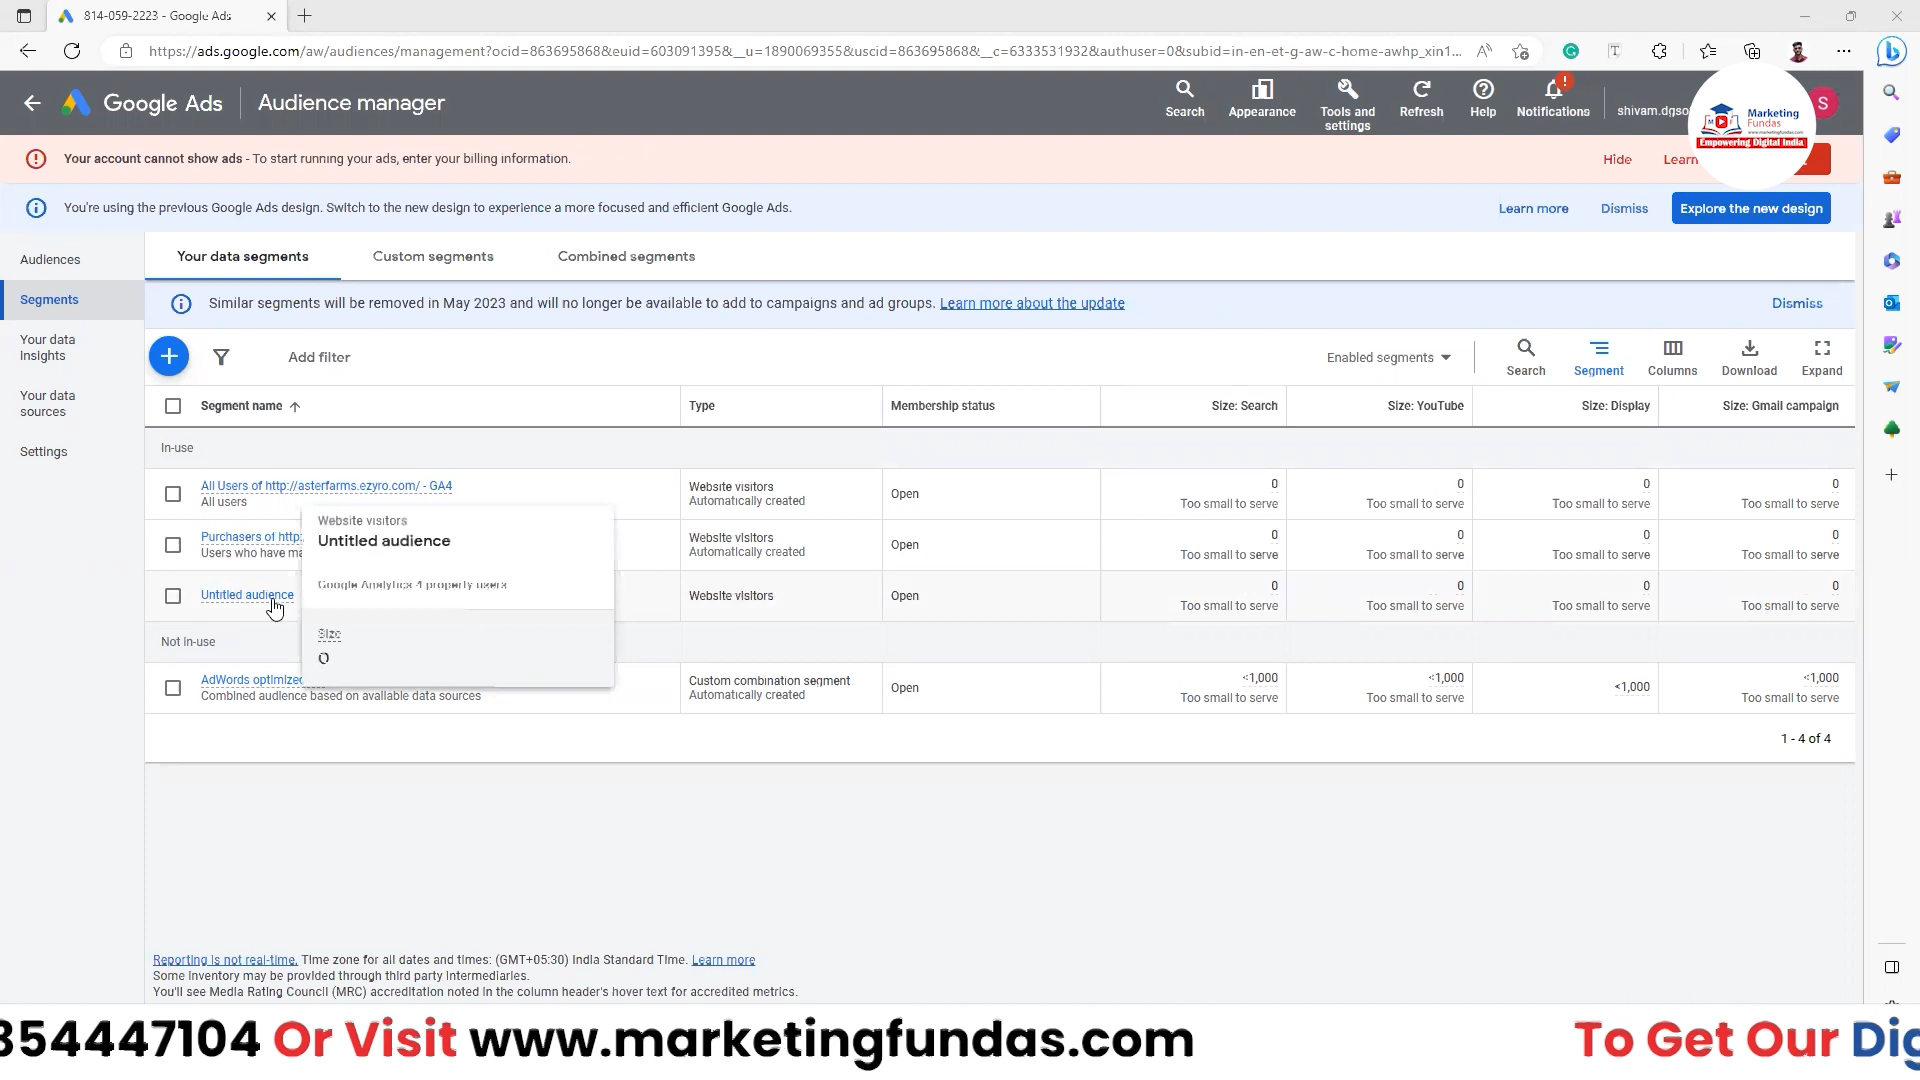 814-059-2223 - Google Ads
https://ads.google.com/aw/audiences/management?ocid=863695868&euid=603091395&__u=1890069355&uscid=863695868&__c=6333531932&authuser=0&subid=in-en-et-g-aw-c-home-awhp_xin1...
Google Ads
Audience manager
Search
Appearance
Tools and settings
Refresh
Help
Notifications
shivam.dgso
S
Marketing
Fundas
www.marketingfundas.com
Empowering Digital India
Your account cannot show ads - To start running your ads, enter your billing information.
Hide
Learn
You're using the previous Google Ads design. Switch to the new design to experience a more focused and efficient Google Ads.
Learn more
Dismiss
Explore the new design
Audiences
Segments
Your data insights
Your data sources
Settings
Your data segments
Custom segments
Combined segments
Similar segments will be removed in May 2023 and will no longer be available to add to campaigns and ad groups. Learn more about the update
Dismiss
Add filter
Enabled segments
Search
Segment
Columns
Download
Expand
Segment name
Type
Membership status
Size: Search
Size: YouTube
Size: Display
Size: Gmail campaign
In-use
All Users of http://asterfarms.ezyro.com/ - GA4
All users
Website visitors
Automatically created
Open
0
Too small to serve
0
Too small to serve
0
Too small to serve
0
Too small to serve
Purchasers of http:
Users who have ma
Website visitors
Automatically created
Open
0
Too small to serve
0
Too small to serve
0
Too small to serve
0
Too small to serve
Untitled audience
Website visitors
Open
0
Too small to serve
0
Too small to serve
0
Too small to serve
0
Too small to serve
Website visitors
Untitled audience
Google Analytics 4 property users
Size
0
Not in-use
AdWords optimized
Combined audience based on available data sources
Custom combination segment
Automatically created
Open
<1,000
Too small to serve
<1,000
Too small to serve
<1,000
<1,000
Too small to serve
1 - 4 of 4
Reporting is not real-time. Time zone for all dates and times: (GMT+05:30) India Standard Time. Learn more
Some inventory may be provided through third party intermediaries.
You'll see Media Rating Council (MRC) accreditation noted in the column header's hover text for accredited metrics.
354447104 Or Visit www.marketingfundas.com
To Get Our Dig